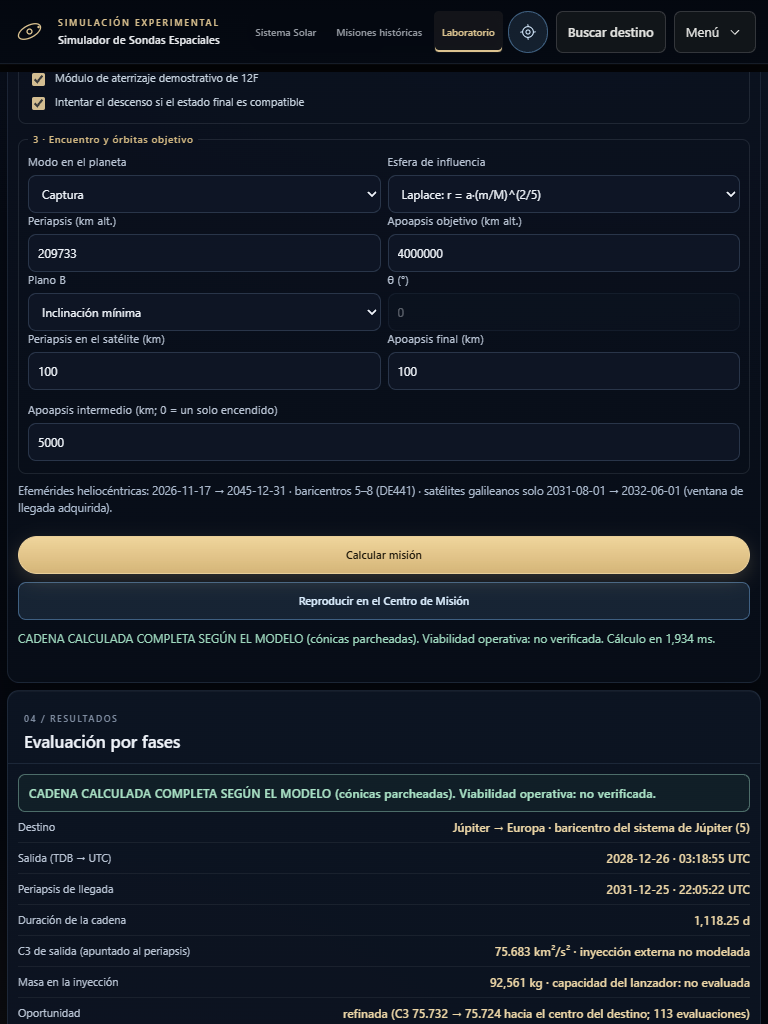 SIMULACIÓN EXPERIMENTAL
Simulador de Sondas Espaciales
Sistema Solar
Misiones históricas
Laboratorio
Buscar destino
Menú
Módulo de aterrizaje demostrativo de 12F
Intentar el descenso si el estado final es compatible
3 · Encuentro y órbitas objetivo
Modo en el planeta
Esfera de influencia
Captura
Laplace: r = a·(m/M)^(2/5)
Periapsis (km alt.)
Apoapsis objetivo (km alt.)
209733
4000000
Plano B
θ (°)
Inclinación mínima
0
Periapsis en el satélite (km)
Apoapsis final (km)
100
100
Apoapsis intermedio (km; 0 = un solo encendido)
5000
Efemérides heliocéntricas: 2026-11-17 → 2045-12-31 · baricentros 5–8 (DE441) · satélites galileanos solo 2031-08-01 → 2032-06-01 (ventana de
llegada adquirida).
Calcular misión
Reproducir en el Centro de Misión
CADENA CALCULADA COMPLETA SEGÚN EL MODELO (cónicas parcheadas). Viabilidad operativa: no verificada. Cálculo en 1,934 ms.
04 / RESULTADOS
Evaluación por fases
CADENA CALCULADA COMPLETA SEGÚN EL MODELO (cónicas parcheadas). Viabilidad operativa: no verificada.
Destino
Júpiter → Europa · baricentro del sistema de Júpiter (5)
Salida (TDB → UTC)
2028-12-26 · 03:18:55 UTC
Periapsis de llegada
2031-12-25 · 22:05:22 UTC
Duración de la cadena
1,118.25 d
C3 de salida (apuntado al periapsis)
75.683 km²/s² · inyección externa no modelada
Masa en la inyección
92,561 kg · capacidad del lanzador: no evaluada
Oportunidad
refinada (C3 75.732 → 75.724 hacia el centro del destino; 113 evaluaciones)